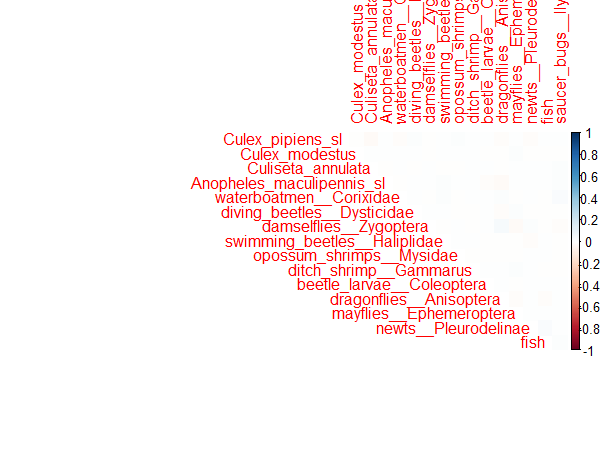 Culex_modestus
Culiseta_annulata
Anopheles_macu
waterboatmen__C
diving_beetles__
damselflies__Zyg
swimming_beetle
opossum_shrimps
ditch_shrimp__Ga
beetle_larvae__C
dragonflies__Anis
mayflies__Ephem
newts__Pleurode
fish
saucer_bugs__Ily
Culex_pipiens_sl
Culex_modestus
Culiseta_annulata
Anopheles_maculipennis_sl
waterboatmen__Corixidae
diving_beetles__Dysticidae
damselflies__Zygoptera
swimming_beetles__Haliplidae
opossum_shrimps__Mysidae
ditch_shrimp__Gammarus
beetle_larvae__Coleoptera
dragonflies__Anisoptera
mayflies__Ephemeroptera
newts__Pleurodelinae
fish
1
0.8
0.6
0.4
0.2
0
-0.2
-0.4
-0.6
-0.8
-1